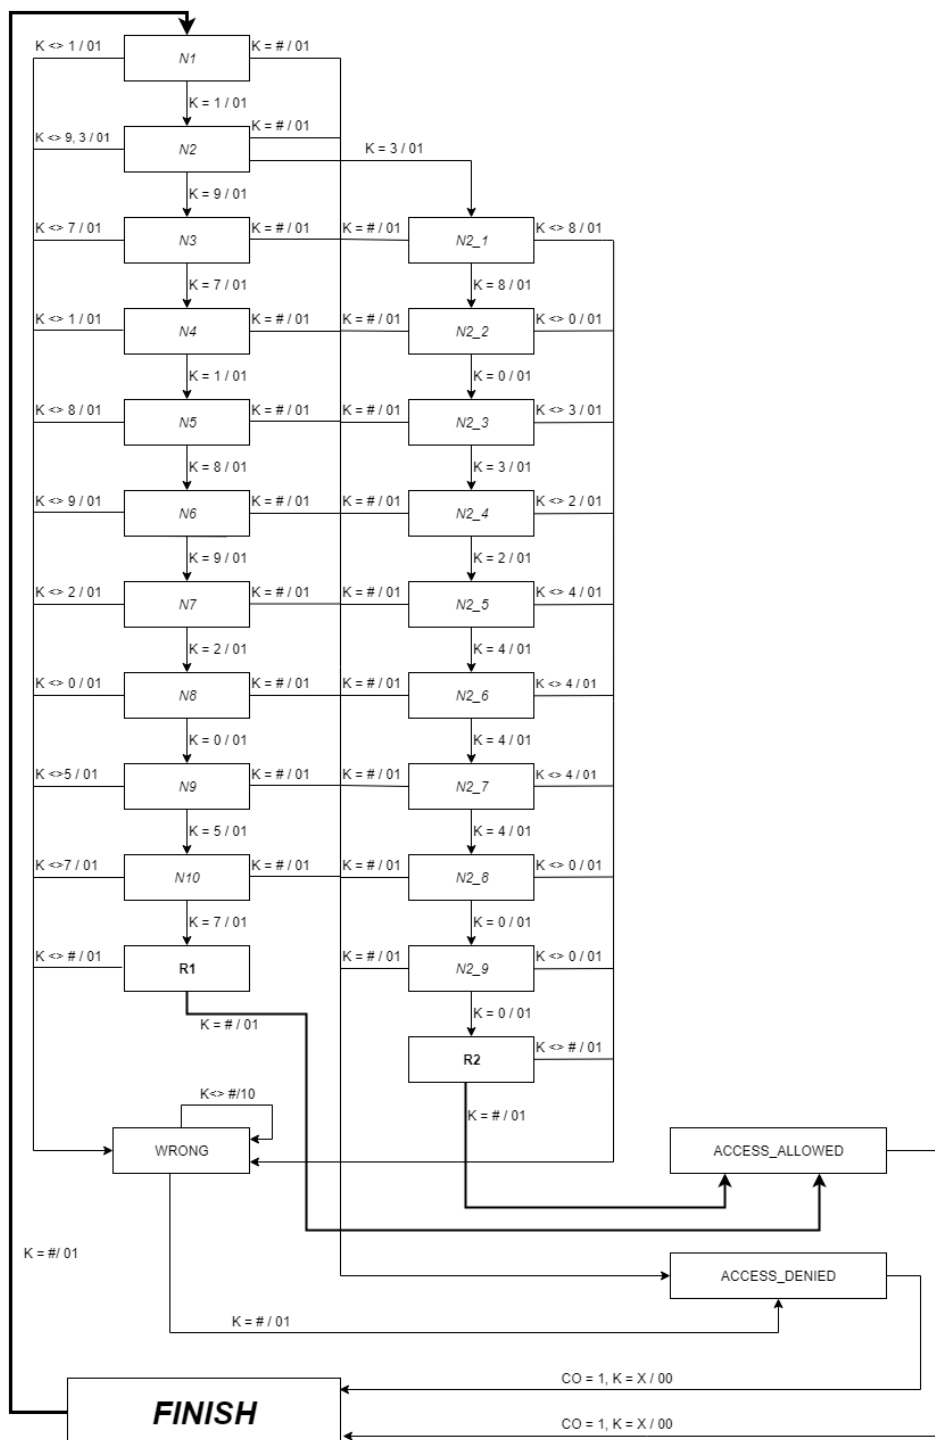 K <> 1 / 01
N1
K = # / 01
K = 1 / 01
K <> 9, 3 / 01
N2
K = # / 01
K = 3 / 01
K = 9 / 01
K <> 7 / 01
N3
K = # / 01
K = # / 01
N2_1
K <> 8 / 01
K = 7 / 01
K = 8 / 01
K <> 1 / 01
N4
K = # / 01
K = # / 01
N2_2
K <> 0 / 01
K = 1 / 01
K = 0 / 01
K <> 8 / 01
N5
K = # / 01
K = # / 01
N2_3
K <> 3 / 01
K = 8 / 01
K = 3 / 01
K <> 9 / 01
N6
K = # / 01
K = # / 01
N2_4
K <> 2 / 01
K = 9 / 01
K = 2 / 01
K <> 2 / 01
N7
K = # / 01
K = # / 01
N2_5
K <> 4 / 01
K = 2 / 01
K = 4 / 01
K <> 0 / 01
N8
K = # / 01
K = # / 01
N2_6
K <> 4 / 01
K = 0 / 01
K = 4 / 01
K <>5 / 01
N9
K = # / 01
K = # / 01
N2_7
K <> 4 / 01
K = 5 / 01
K = 4 / 01
K <>7 / 01
N10
K = # / 01
K = # / 01
N2_8
K <> 0 / 01
K = 7 / 01
K = 0 / 01
K <> # / 01
R1
K = # / 01
N2_9
K <> 0 / 01
K = # / 01
K = 0 / 01
R2
K <> # / 01
K<> #/10
K = # / 01
WRONG
ACCESS_ALLOWED
K = #/ 01
ACCESS_DENIED
K = # / 01
CO = 1, K = X / 00
FINISH
CO = 1, K = X / 00